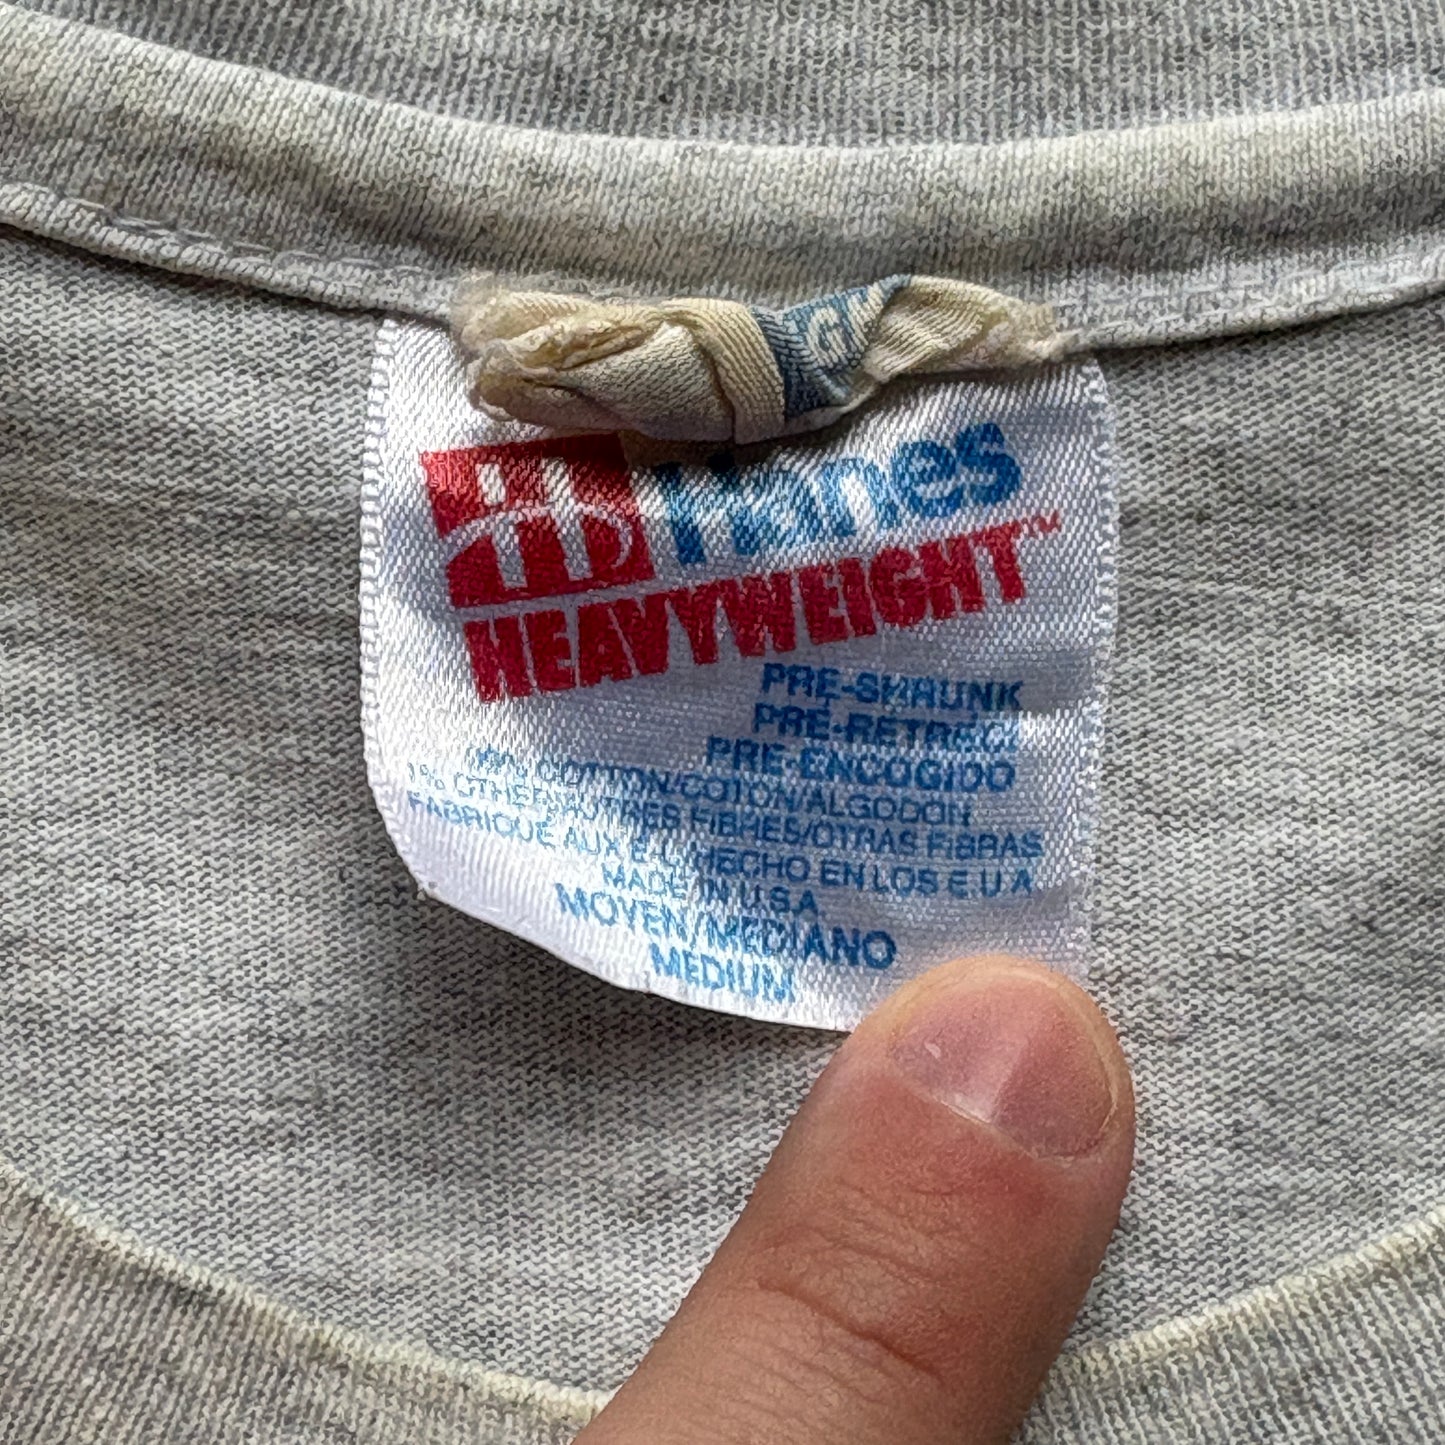 Hanes
HEAVYWEIGHT™
PRE-SHRUNK
PRE-RETRECI
PRE-ENCOGIDO
COTTON/COTON/ALGODON
1% OTHER/AUTRES FIBRES/OTRAS FIBRAS
FABRIQUE AUX E.U./HECHO EN LOS E.U.A
MADE IN U.S.A
MOYEN/MEDIANO
MEDIUM